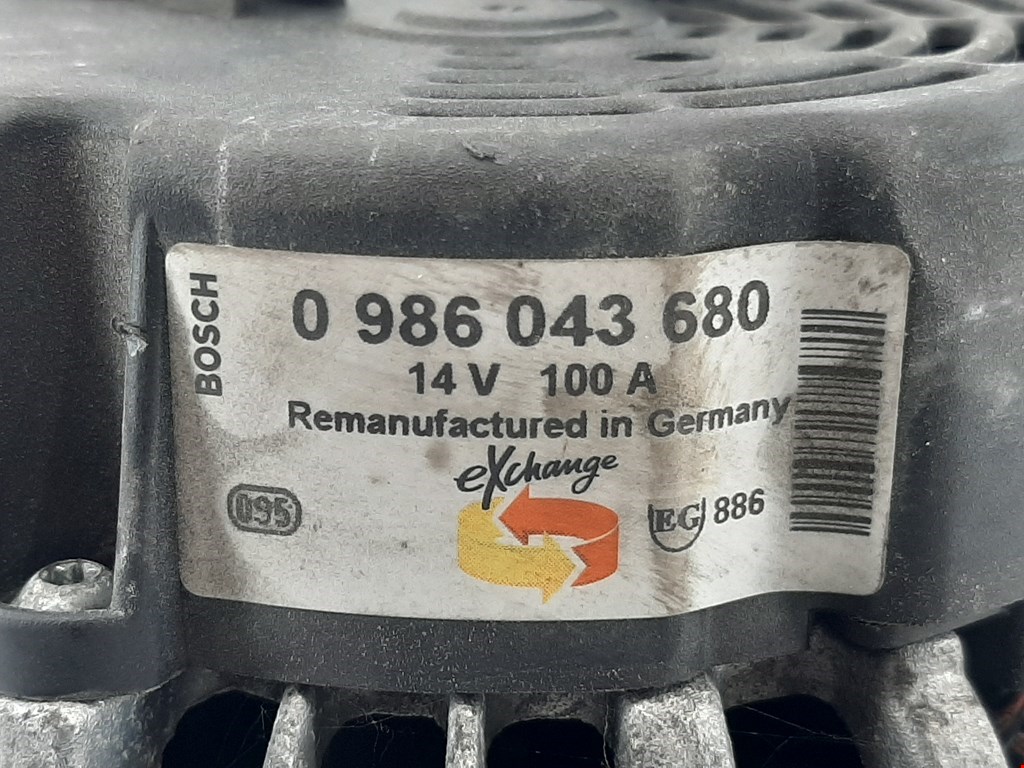 BOSCH
0 986 043 680
14 V 100 A
Remanufactured in Germany
eXchange
095
EG 886